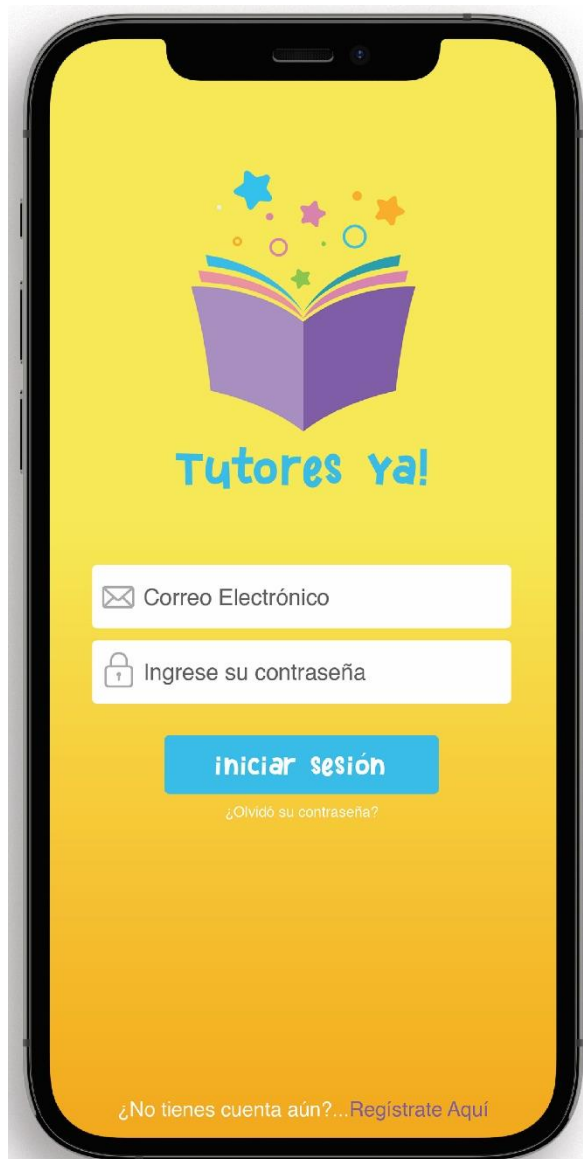 Tutores Ya!
Correo Electrónico
Ingrese su contraseña
iniciar sesión
¿Olvidó su contraseña?
¿No tienes cuenta aún?...Regístrate Aquí